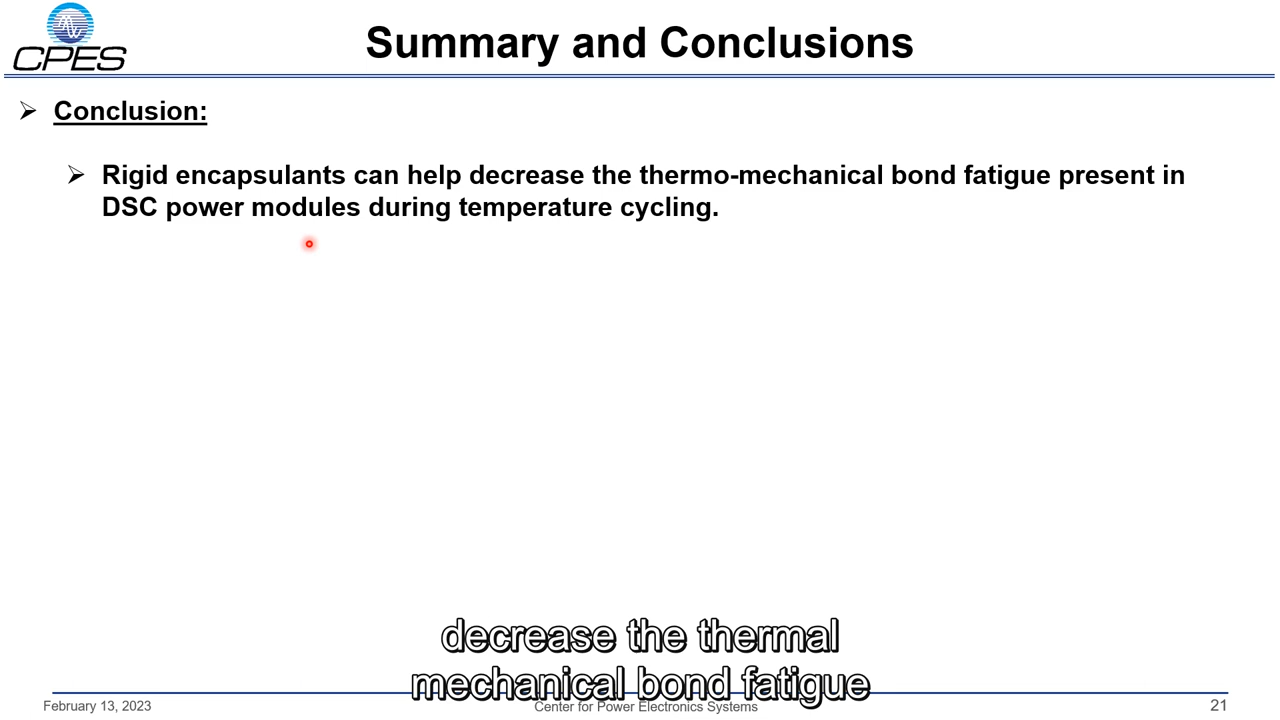 CPES
Summary and Conclusions
Conclusion:
Rigid encapsulants can help decrease the thermo-mechanical bond fatigue present in
DSC power modules during temperature cycling.
decrease the thermal
mechanical bond fatigue
February 13, 2023
Center for Power Electronics Systems
21